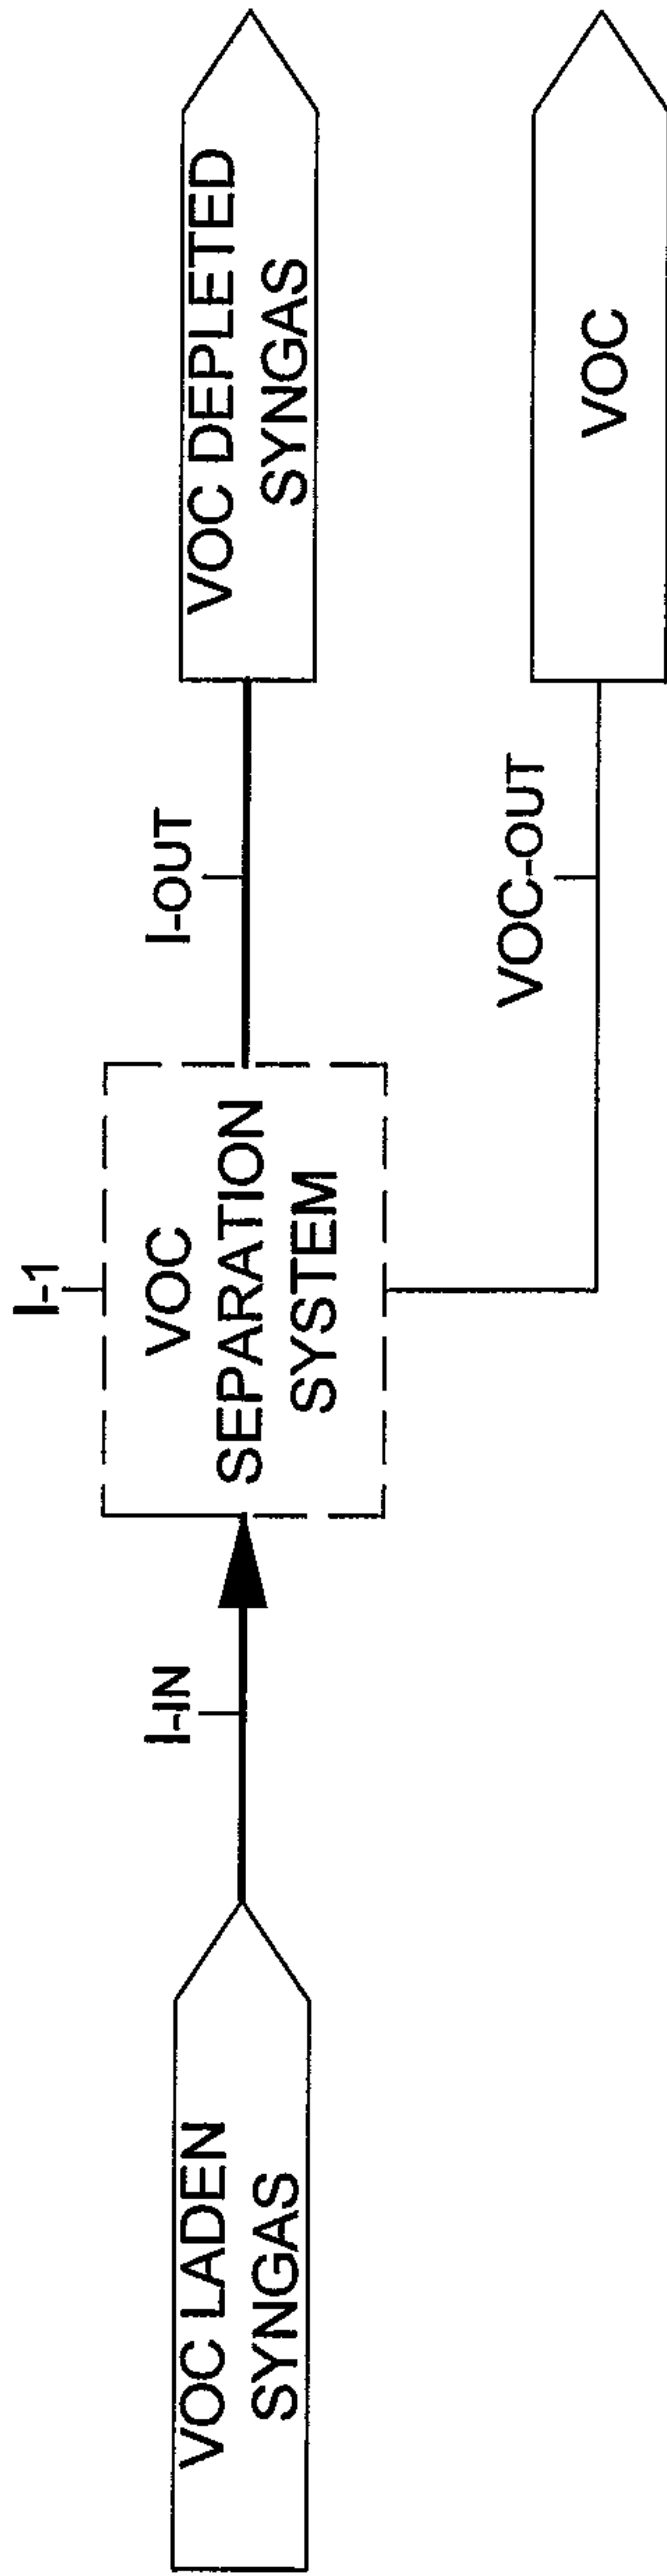 VOC LADEN
SYNGAS
I-IN
I-1
VOC
SEPARATION
SYSTEM
I-OUT
VOC DEPLETED
SYNGAS
VOC-OUT
VOC